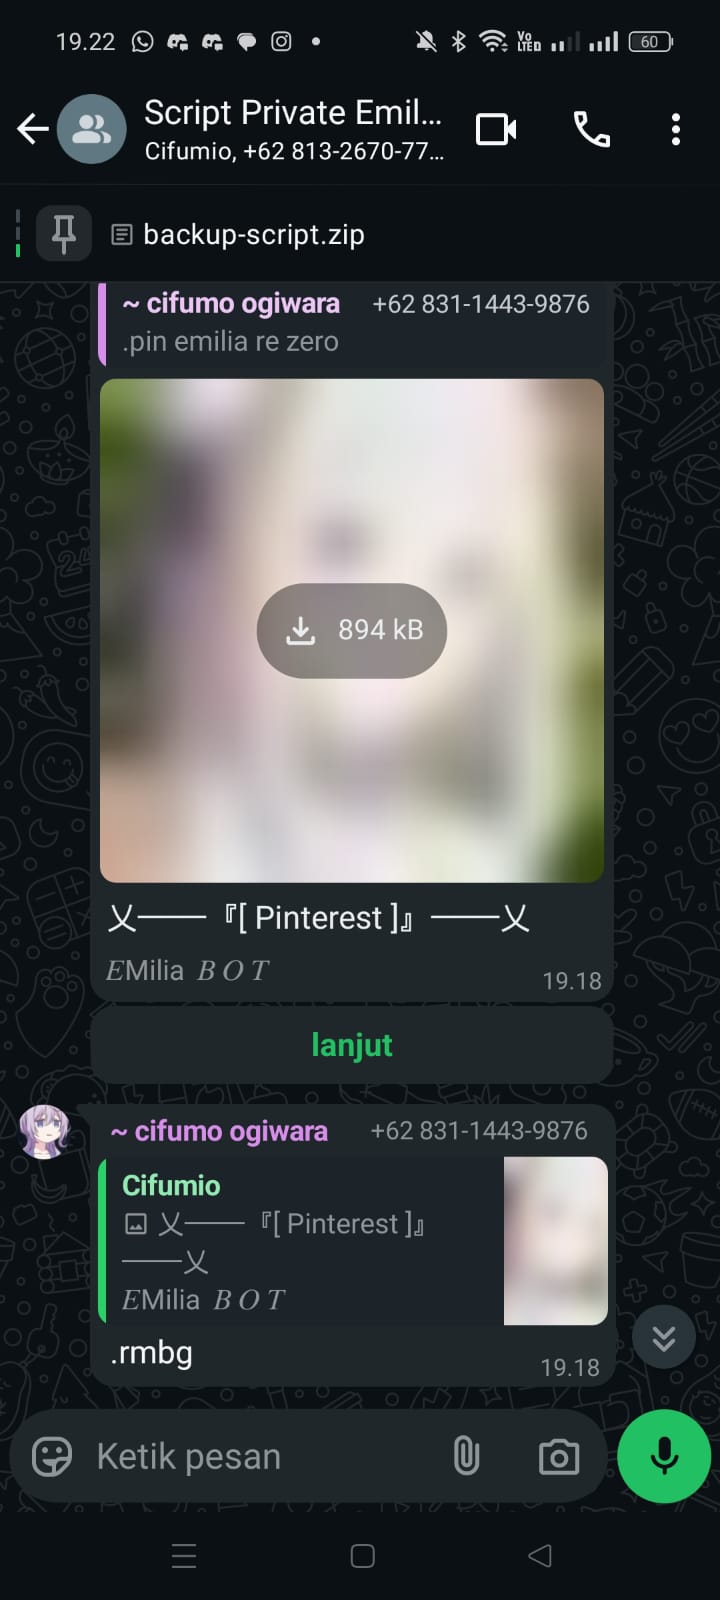 19.22
Vo
LTED
60
Script Private Emil...
Cifumio, +62 813-2670-77...
backup-script.zip
~ cifumo ogiwara +62 831-1443-9876
.pin emilia re zero
894 kB
乂─── 『[ Pinterest ]』 ───乂
𝐸Milia 𝐵 𝑂 𝑇
19.18
lanjut
~ cifumo ogiwara +62 831-1443-9876
Cifumio
乂─── 『[ Pinterest ]』
───乂
𝐸Milia 𝐵 𝑂 𝑇
.rmbg
19.18
Ketik pesan